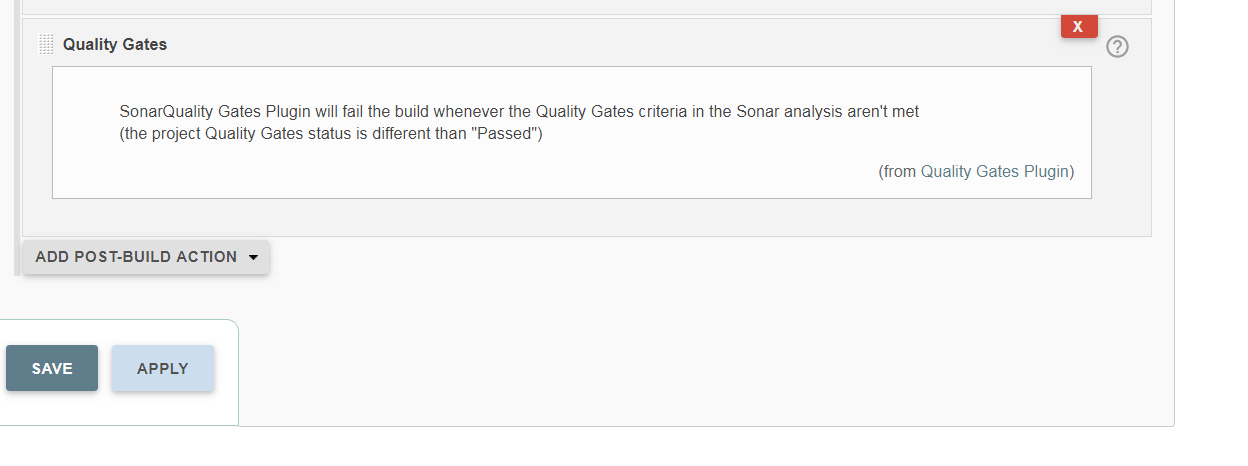 X
Quality Gates
?
SonarQuality Gates Plugin will fail the build whenever the Quality Gates criteria in the Sonar analysis aren't met
(the project Quality Gates status is different than "Passed")
(from Quality Gates Plugin)
ADD POST-BUILD ACTION
SAVE APPLY